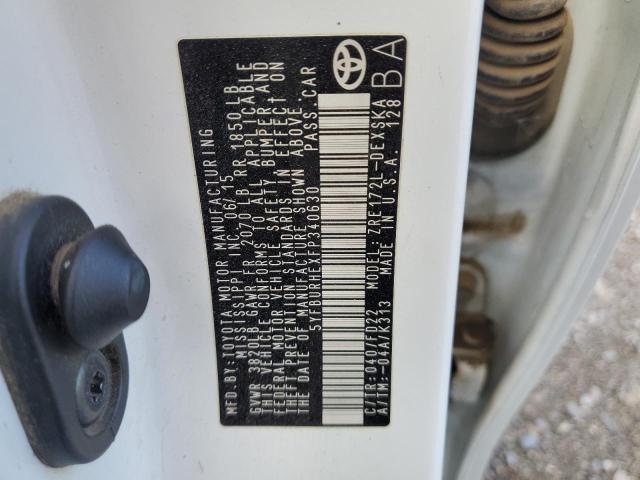 MFD.BY:TOYOTA MOTOR MANUFACTURING
MISSISSIPPI INC. 06/15
GVWR 3820LB GAWR FR 2070 LB RR 1850 LB
THIS VEHICLE CONFORMS TO ALL APPLICABLE
FEDERAL MOTOR VEHICLE SAFETY, BUMPER, AND
THEFT PREVENTION STANDARDS IN EFFECT ON
THE DATE OF MANUFACTURE SHOWN ABOVE.
5YFBURHEXFP340630 PASS.CAR
C/TR:040/FD22 MODEL:ZRE172L-DEXSKA
A/TM:-04A/K313 MADE IN U.S.A. 128
BA